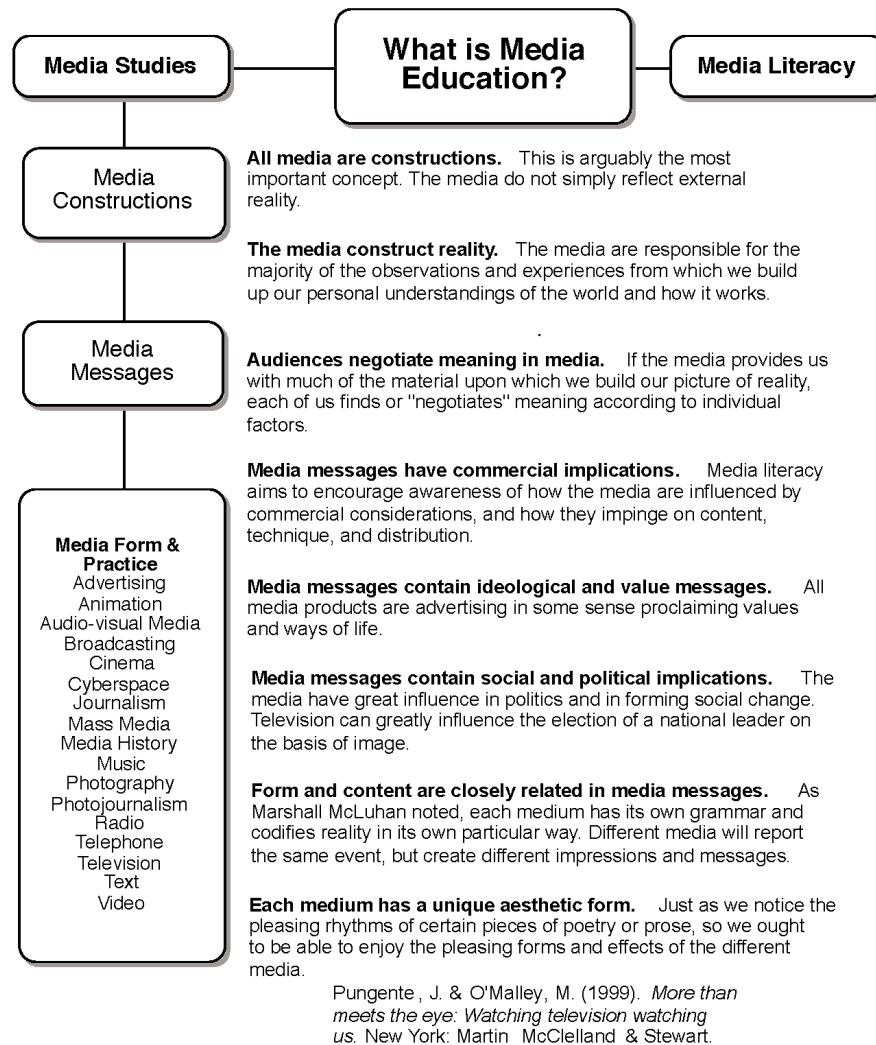 What is Media
Education?
Media Studies
Media Literacy
Media
Constructions
Media
Messages
Media Form &
Practice
Advertising
Animation
Audio-visual Media
Broadcasting
Cinema
Cyberspace
Journalism
Mass Media
Media History
Music
Photography
Photojournalism
Radio
Telephone
Television
Text
Video
All media are constructions. This is arguably the most
important concept. The media do not simply reflect external
reality.
The media construct reality. The media are responsible for the
majority of the observations and experiences from which we build
up our personal understandings of the world and how it works.
.
Audiences negotiate meaning in media. If the media provides us
with much of the material upon which we build our picture of reality,
each of us finds or "negotiates" meaning according to individual
factors.
Media messages have commercial implications. Media literacy
aims to encourage awareness of how the media are influenced by
commercial considerations, and how they impinge on content,
technique, and distribution.
Media messages contain ideological and value messages. All
media products are advertising in some sense proclaiming values
and ways of life.
Media messages contain social and political implications. The
media have great influence in politics and in forming social change.
Television can greatly influence the election of a national leader on
the basis of image.
Form and content are closely related in media messages. As
Marshall McLuhan noted, each medium has its own grammar and
codifies reality in its own particular way. Different media will report
the same event, but create different impressions and messages.
Each medium has a unique aesthetic form. Just as we notice the
pleasing rhythms of certain pieces of poetry or prose, so we ought
to be able to enjoy the pleasing forms and effects of the different
media.
Pungente, J. & O'Malley, M. (1999). More than
meets the eye: Watching television watching
us. New York: Martin McClelland & Stewart.